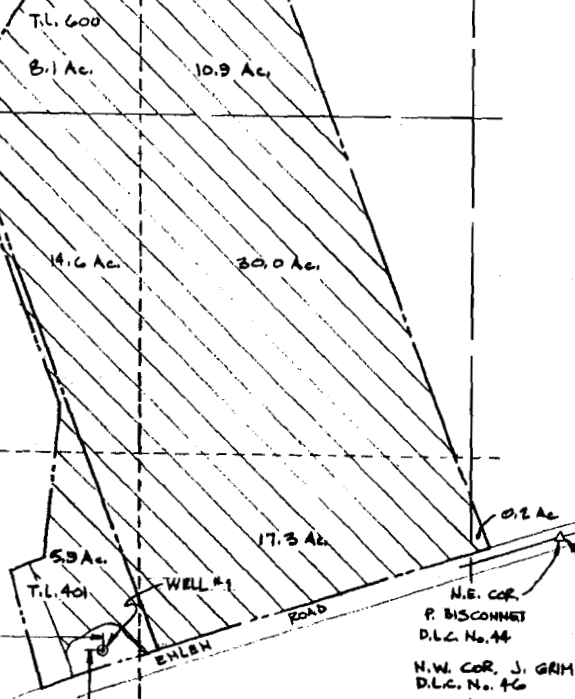 T.L. 600
8.1 Ac.
10.9 Ac.
14.6 Ac.
30.0 Ac.
0.2 Ac
17.3 Ac.
5.9 Ac.
T.L. 401
WELL #1
EHLEN ROAD
N.E. COR.
P. BISCONNET
D.L.C. No. 44
N.W. COR. J. GRIM
D.L.C. No. 46